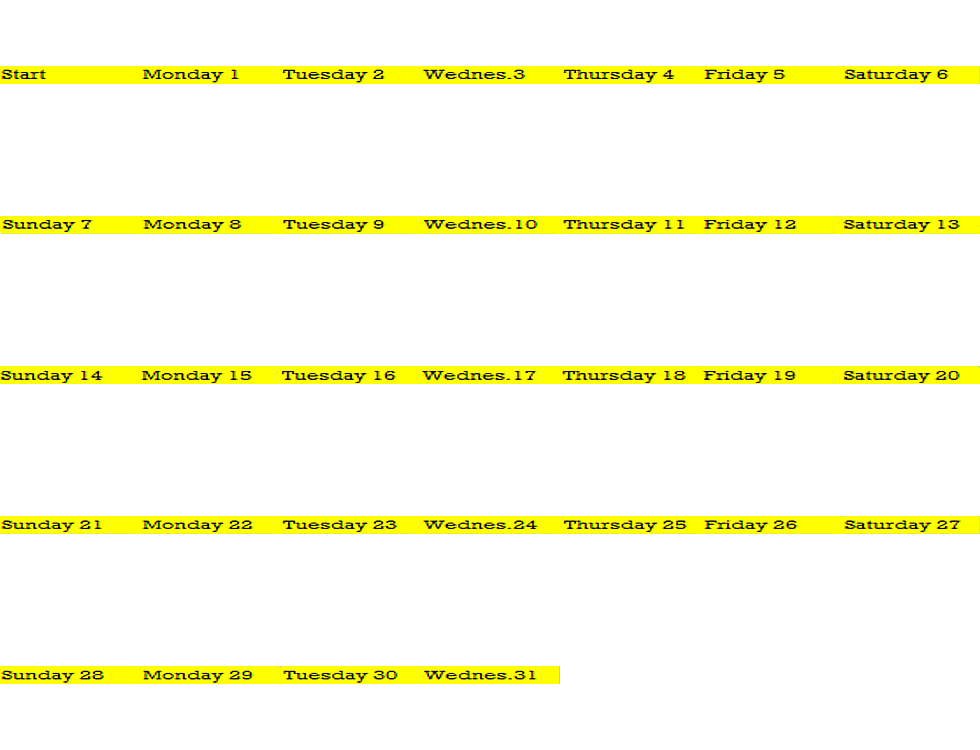 Start Monday 1 Tuesday 2 Wednes.3 Thursday 4 Friday 5 Saturday 6
Sunday 7 Monday 8 Tuesday 9 Wednes.10 Thursday 11 Friday 12 Saturday 13
Sunday 14 Monday 15 Tuesday 16 Wednes.17 Thursday 18 Friday 19 Saturday 20
Sunday 21 Monday 22 Tuesday 23 Wednes.24 Thursday 25 Friday 26 Saturday 27
Sunday 28 Monday 29 Tuesday 30 Wednes.31